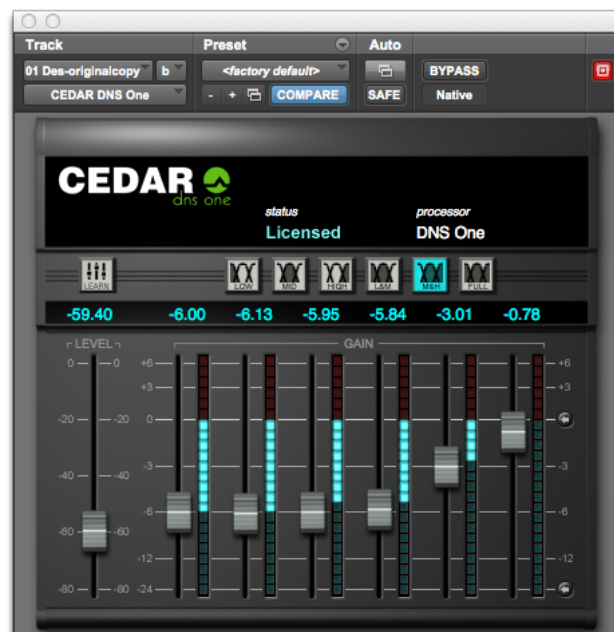 Track Preset Auto
01 Des-originalcopy b <factory default> BYPASS
CEDAR DNS One - + COMPARE SAFE Native
CEDAR
dns one
status processor
Licensed DNS One
LEARN LOW MID HIGH L&M M&H FULL
-59.40 -6.00 -6.13 -5.95 -5.84 -3.01 -0.78
LEVEL GAIN
0 0 +6 +6
+3 +3
-20 -20 0
-40 -40 -3 -3
-60 -60 -6 -6
-12 -12
-80 -80 -24